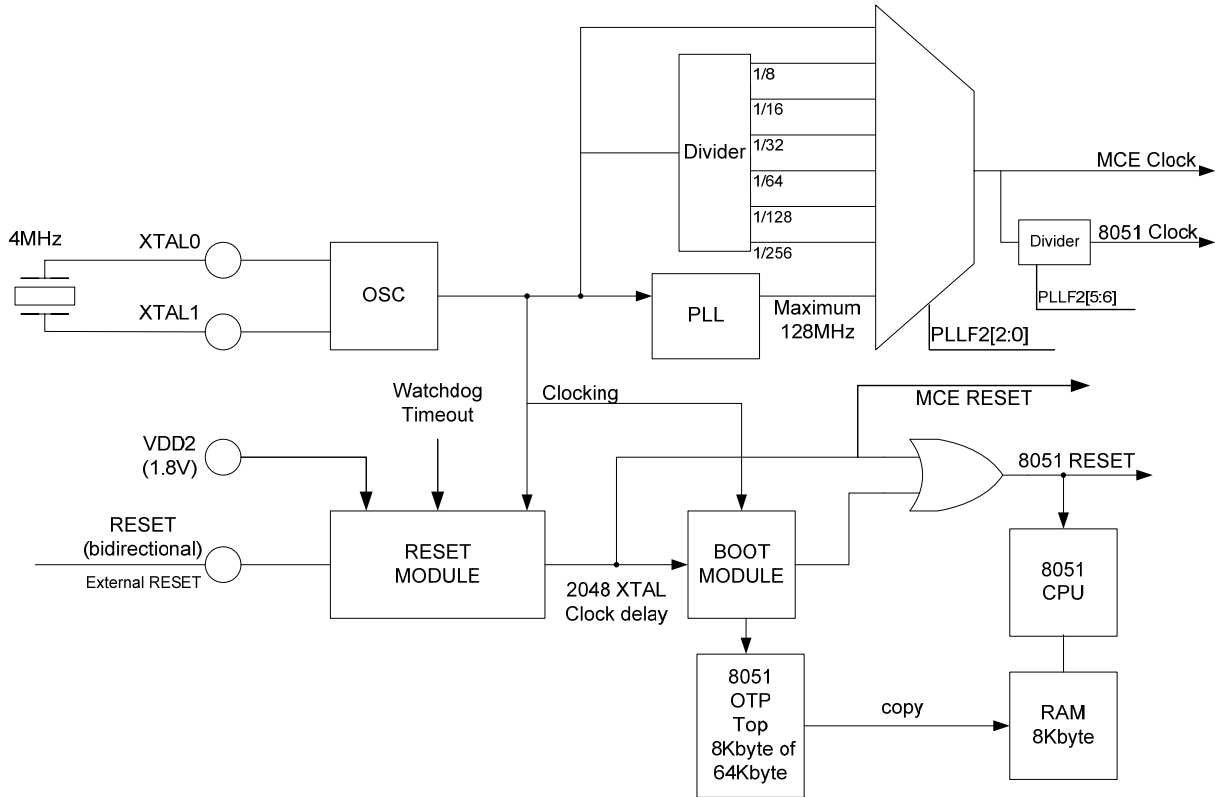 1/8
1/16
1/32
Divider
1/64
1/128
1/256
MCE Clock
8051 Clock
Divider
PLLF2[5:6]
4MHz
XTAL0
XTAL1
OSC
PLL
Maximum
128MHz
PLLF2[2:0]
Watchdog
Timeout
Clocking
MCE RESET
VDD2
(1.8V)
8051 RESET
RESET
(bidirectional)
External RESET
RESET
MODULE
2048 XTAL
Clock delay
BOOT
MODULE
8051
CPU
8051
OTP
Top
8Kbyte of
64Kbyte
copy
RAM
8Kbyte